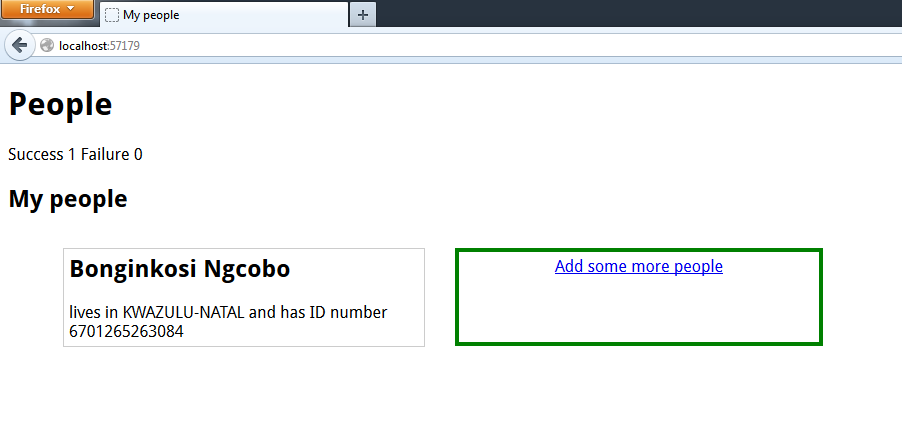 Firefox
My people
localhost:57179
People
Success 1 Failure 0
My people
Bonginkosi Ngcobo
lives in KWAZULU-NATAL and has ID number
6701265263084
Add some more people